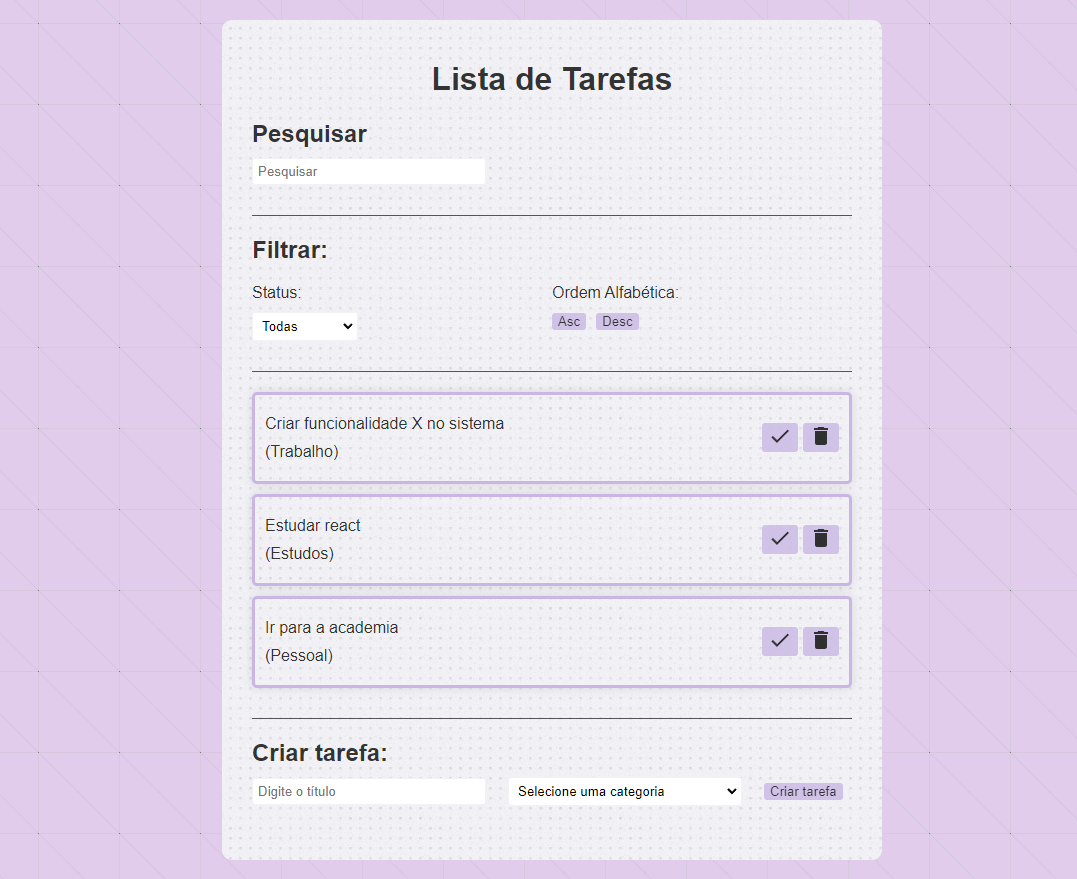 Lista de Tarefas
Pesquisar
Pesquisar
Filtrar:
Status:
Ordem Alfabética:
Todas
Asc Desc
Criar funcionalidade X no sistema
(Trabalho)
Estudar react
(Estudos)
Ir para a academia
(Pessoal)
Criar tarefa:
Digite o título
Selecione uma categoria
Criar tarefa